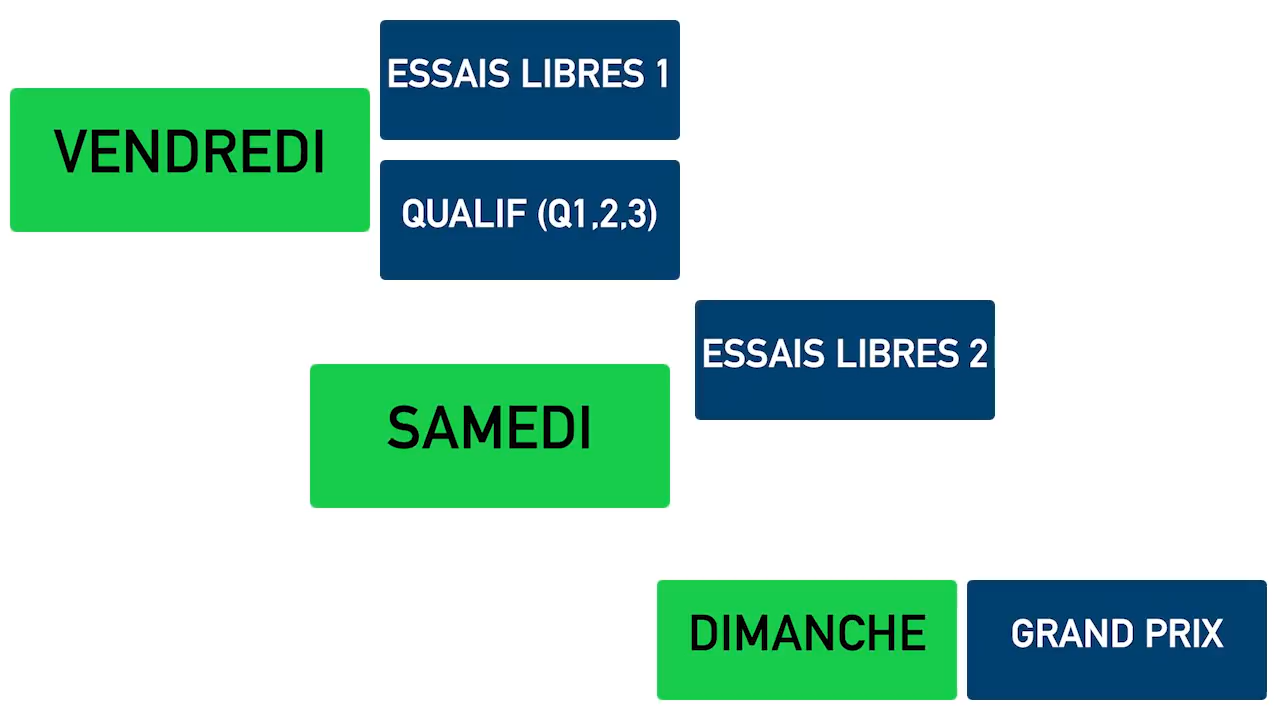 VENDREDI
ESSAIS LIBRES 1
QUALIF (Q1,2,3)
SAMEDI
ESSAIS LIBRES 2
DIMANCHE
GRAND PRIX